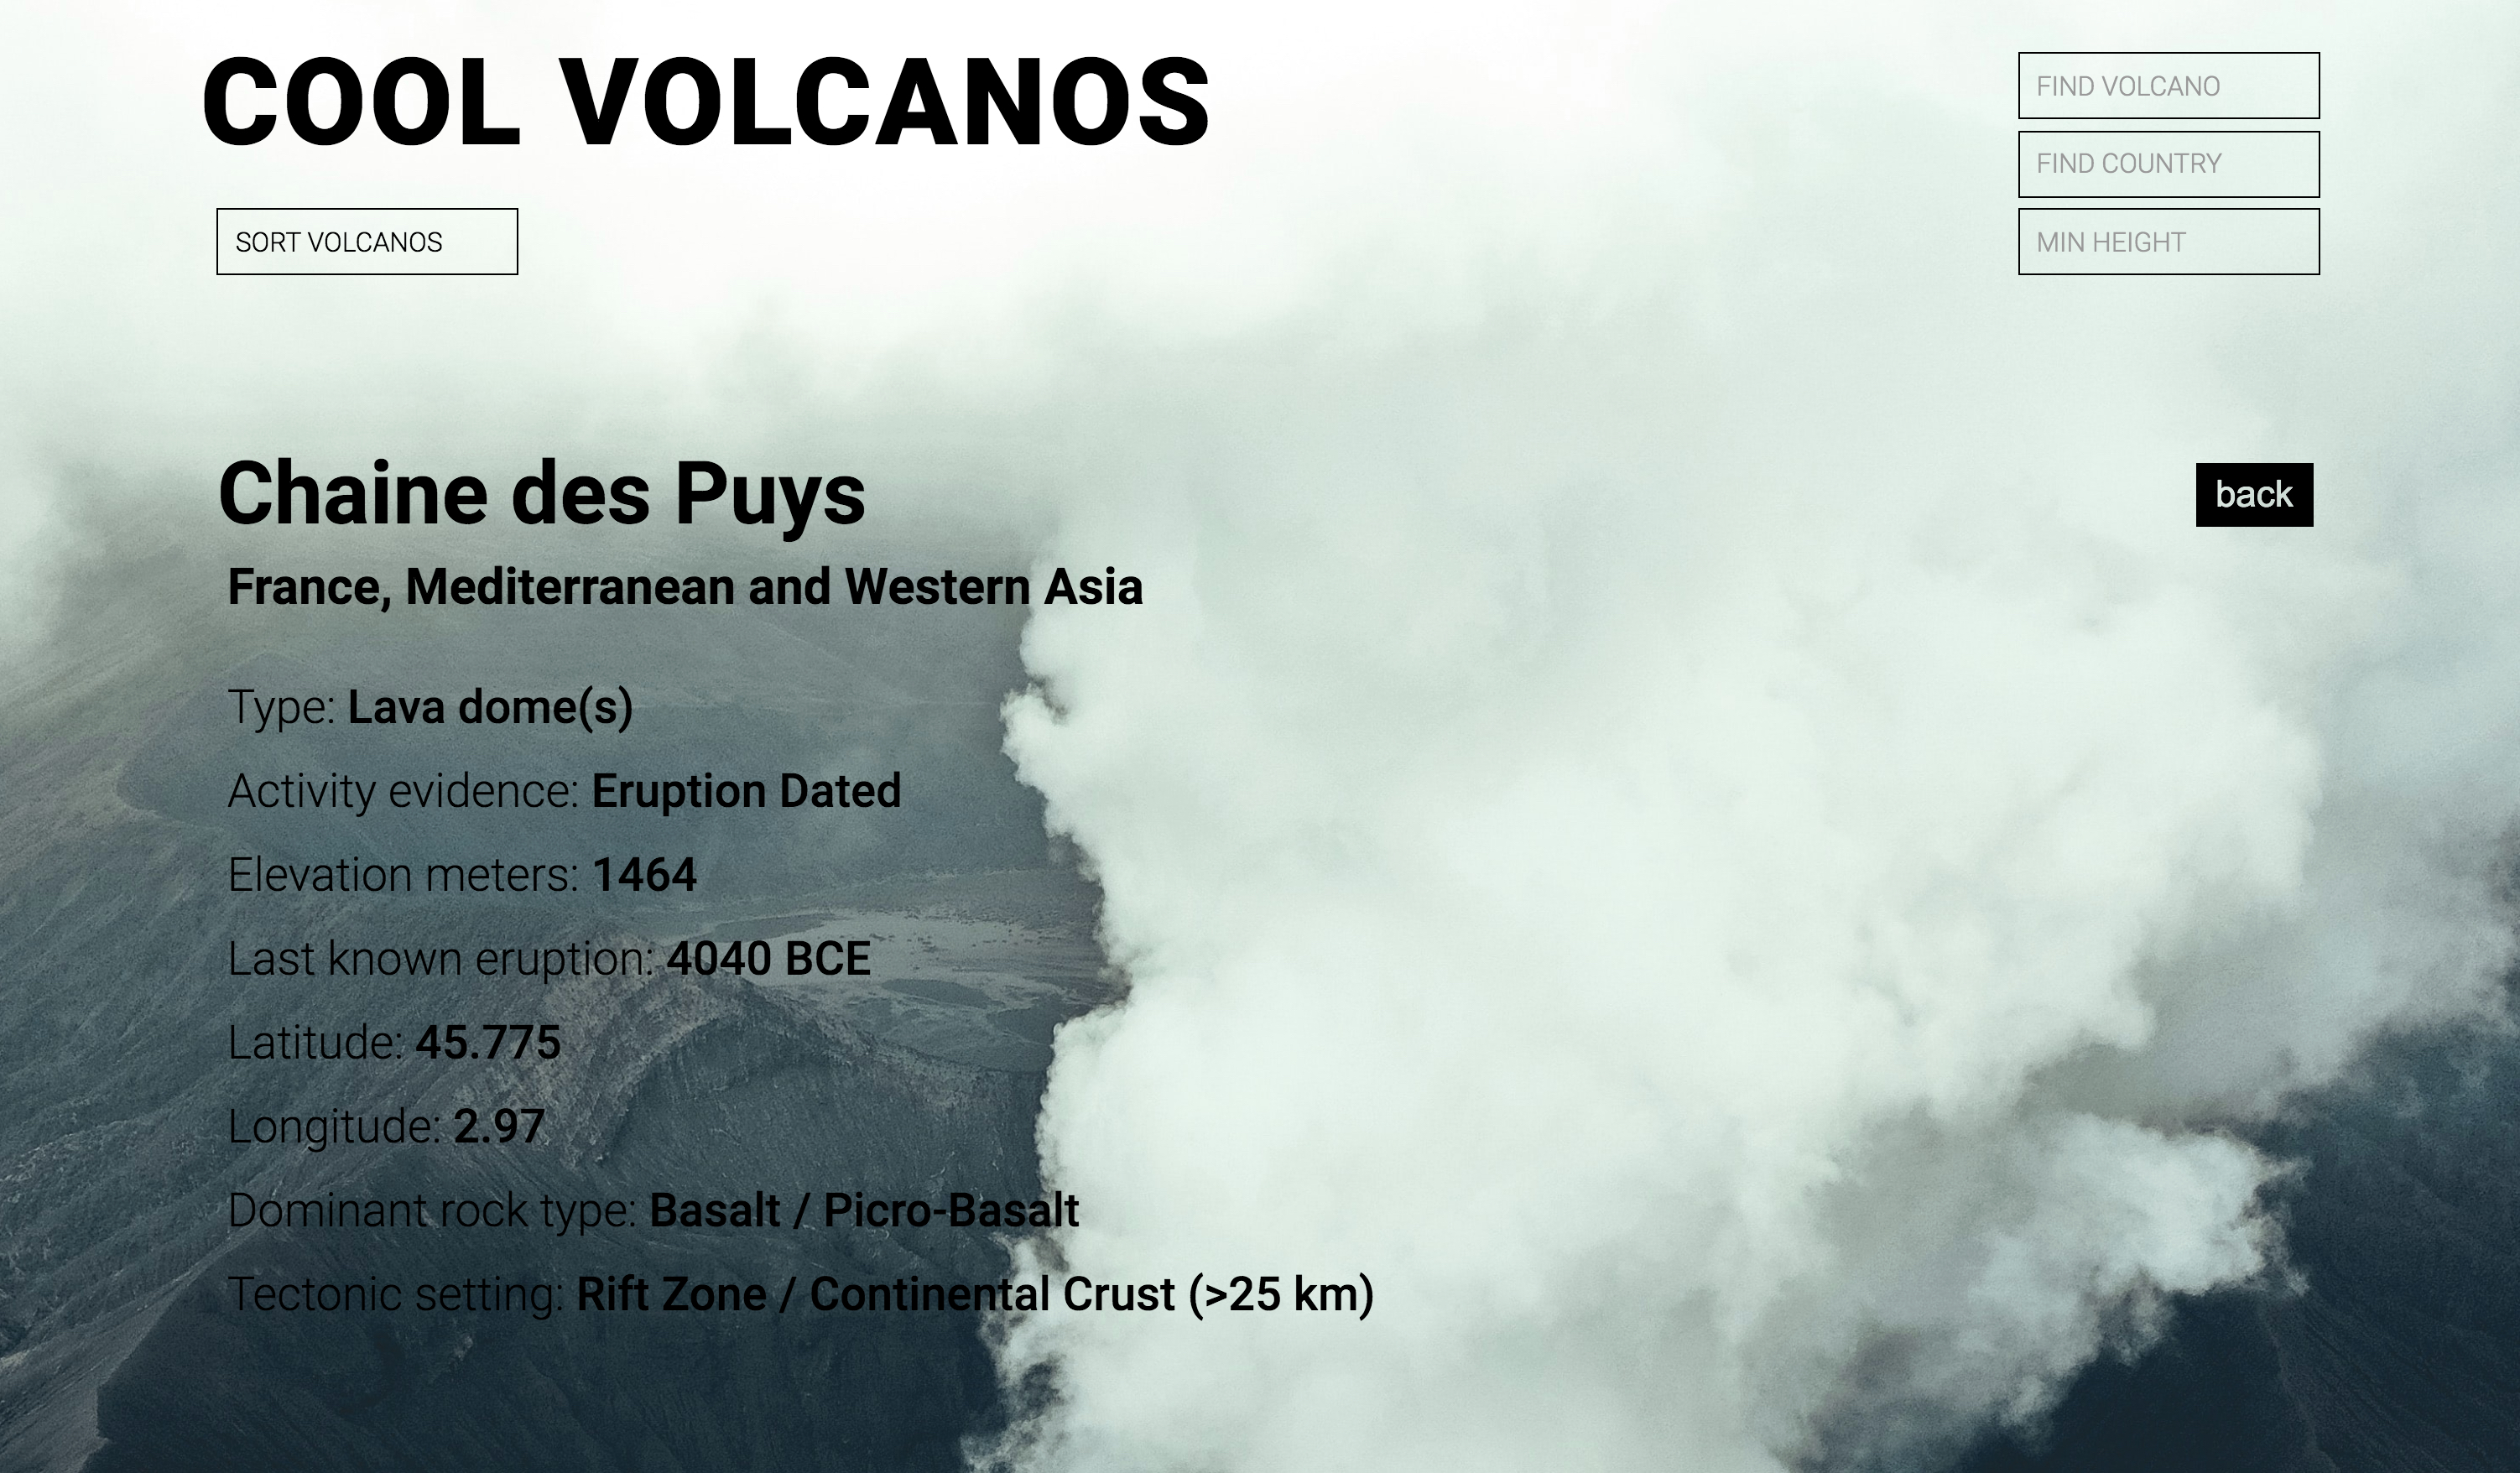 COOL VOLCANOS
FIND VOLCANO
FIND COUNTRY
SORT VOLCANOS
MIN HEIGHT
Chaine des Puys
back
France, Mediterranean and Western Asia
Type: Lava dome(s)
Activity evidence: Eruption Dated
Elevation meters: 1464
Last known eruption: 4040 BCE
Latitude: 45.775
Longitude: 2.97
Dominant rock type: Basalt / Picro-Basalt
Tectonic setting: Rift Zone / Continental Crust (>25 km)